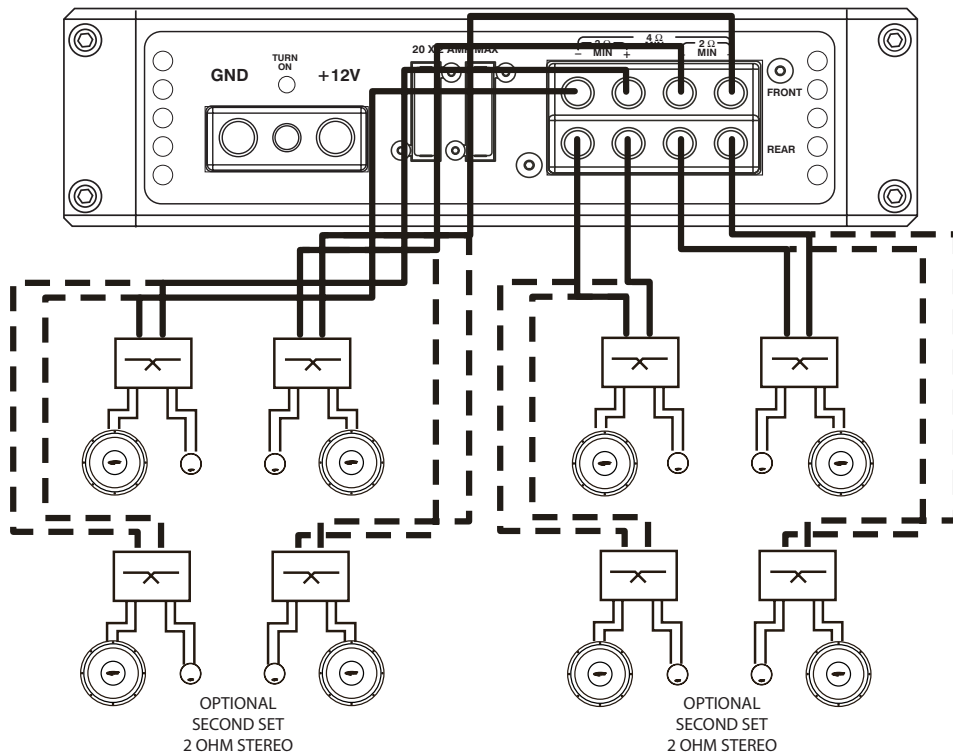 GND
TURN
ON
+12V
20 X AMP MAX
4 Ω
2 Ω
MIN
2 Ω
MIN
− +
FRONT
REAR
OPTIONAL
SECOND SET
2 OHM STEREO
OPTIONAL
SECOND SET
2 OHM STEREO